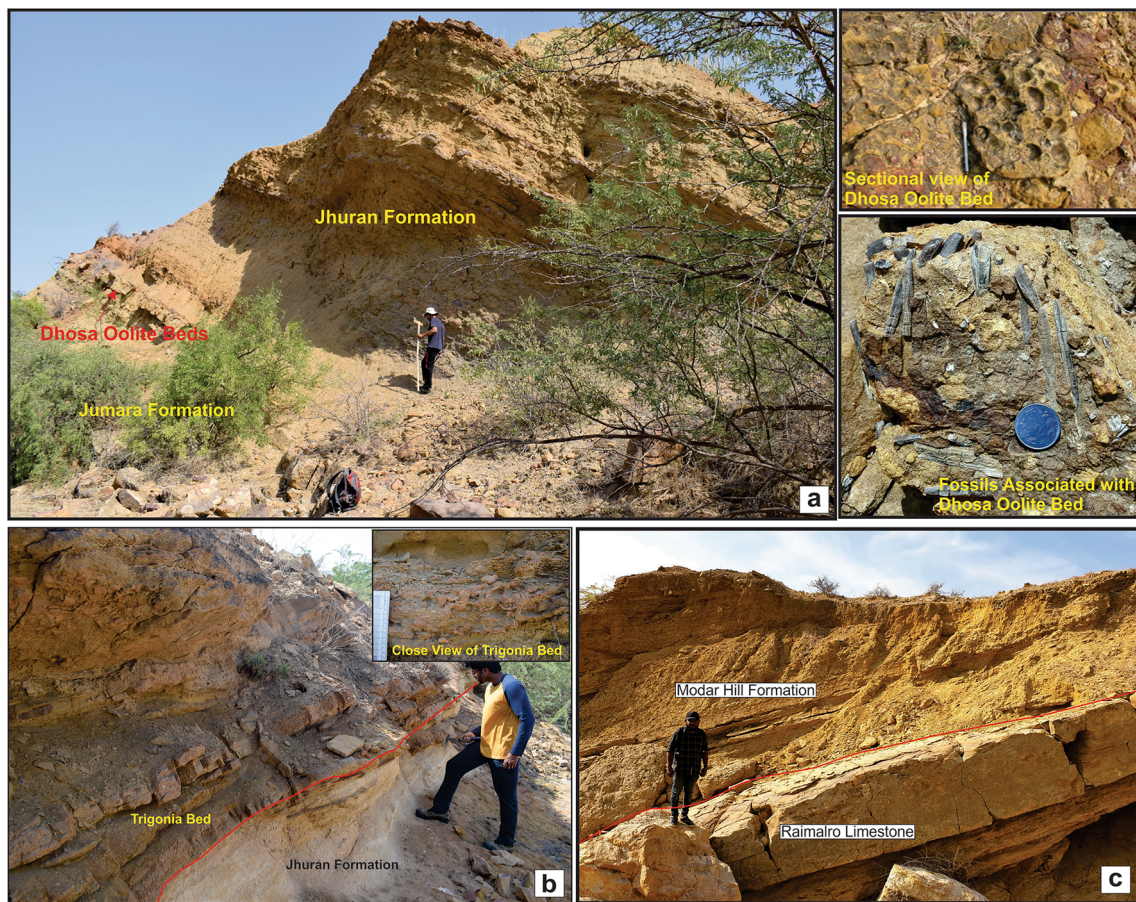 Jhuran Formation
Dhosa Oolite Beds
Jumara Formation
a
Sectional view of
Dhosa Oolite Bed
Fossils Associated with
Dhosa Oolite Bed
Close View of Trigonia Bed
Trigonia Bed
Jhuran Formation
b
Modar Hill Formation
Raimalro Limestone
c